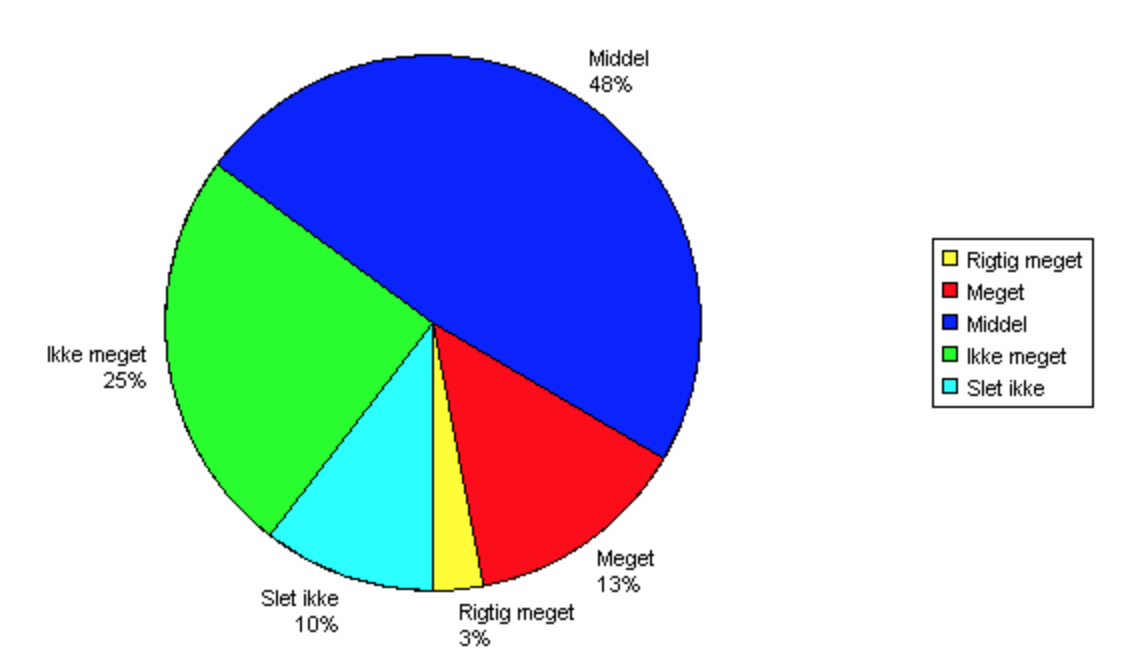 Middel
48%
Ikke meget
25%
Meget
13%
Slet ikke
10%
Rigtig meget
3%
Rigtig meget
Meget
Middel
Ikke meget
Slet ikke